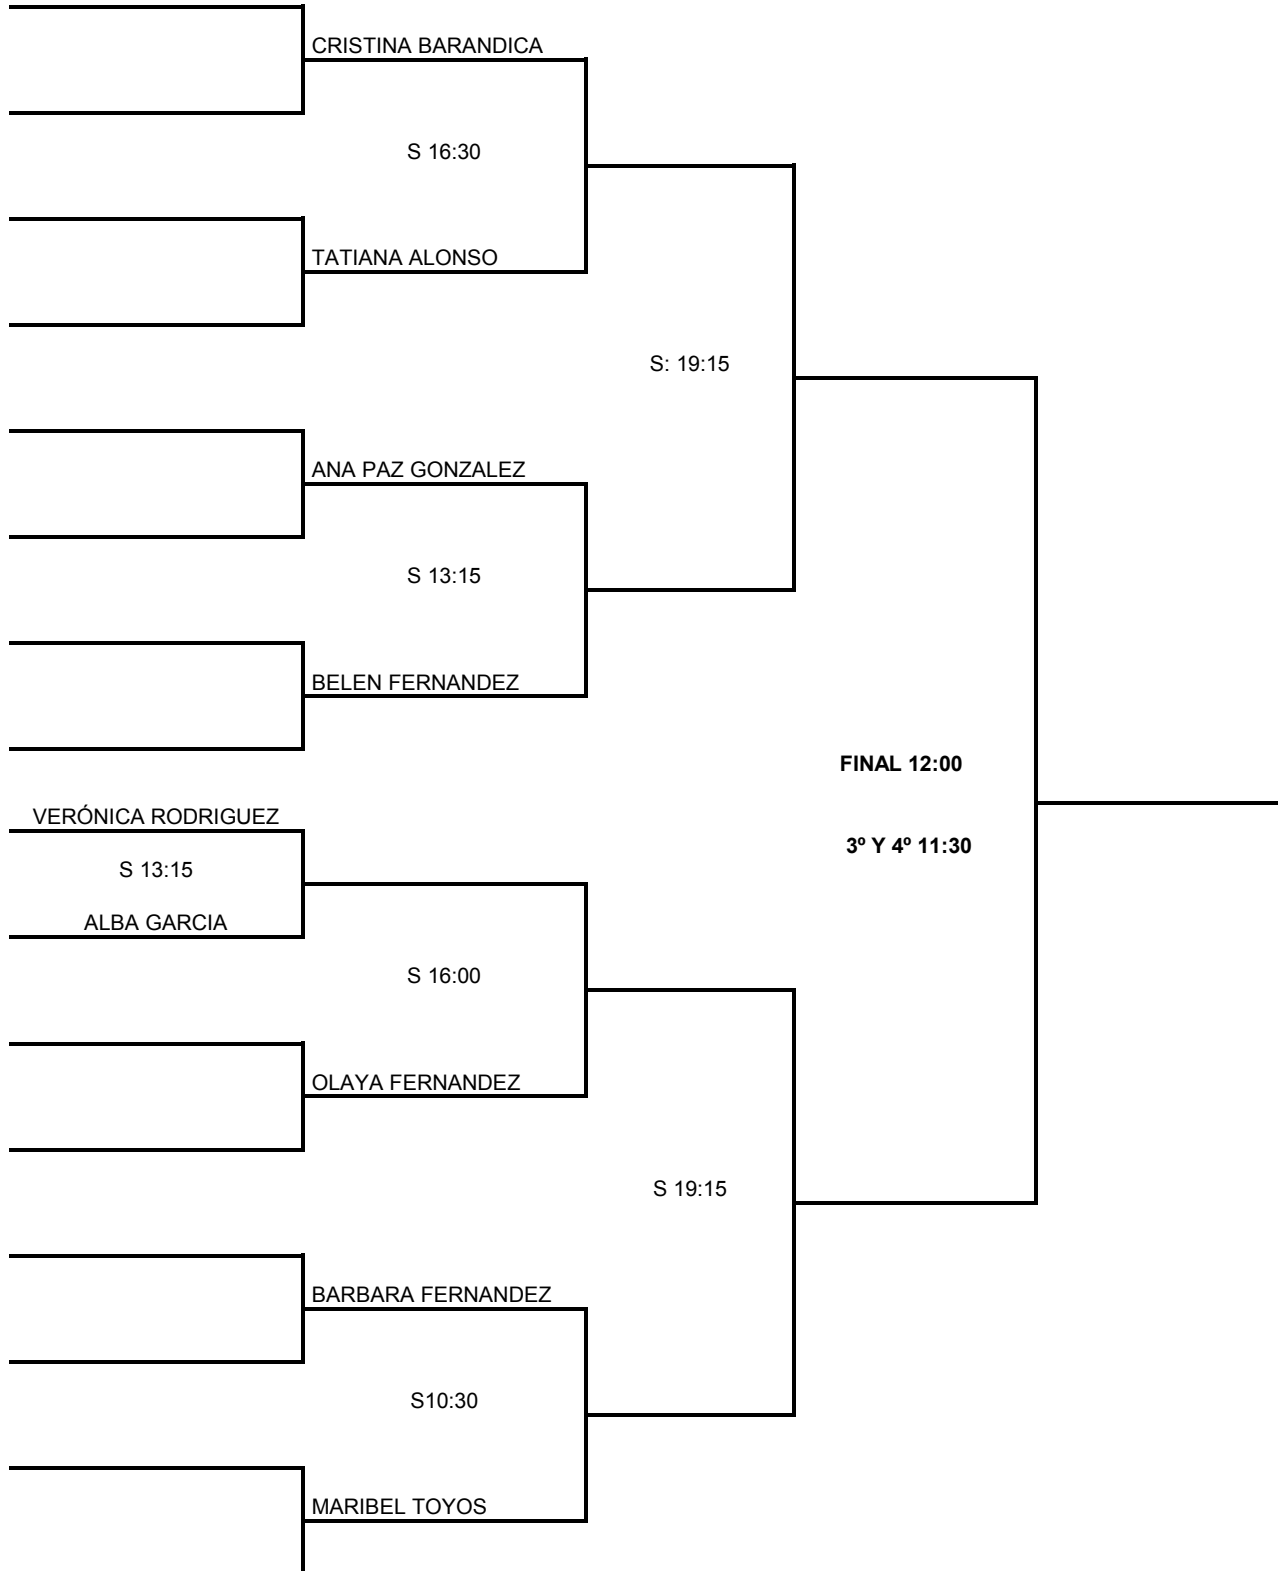 CRISTINA BARANDICA
S 16:30
TATIANA ALONSO
S: 19:15
ANA PAZ GONZALEZ
S 13:15
BELEN FERNANDEZ
FINAL 12:00
VERÓNICA RODRIGUEZ
3º Y 4º 11:30
S 13:15
ALBA GARCIA
S 16:00
OLAYA FERNANDEZ
S 19:15
BARBARA FERNANDEZ
S10:30
MARIBEL TOYOS